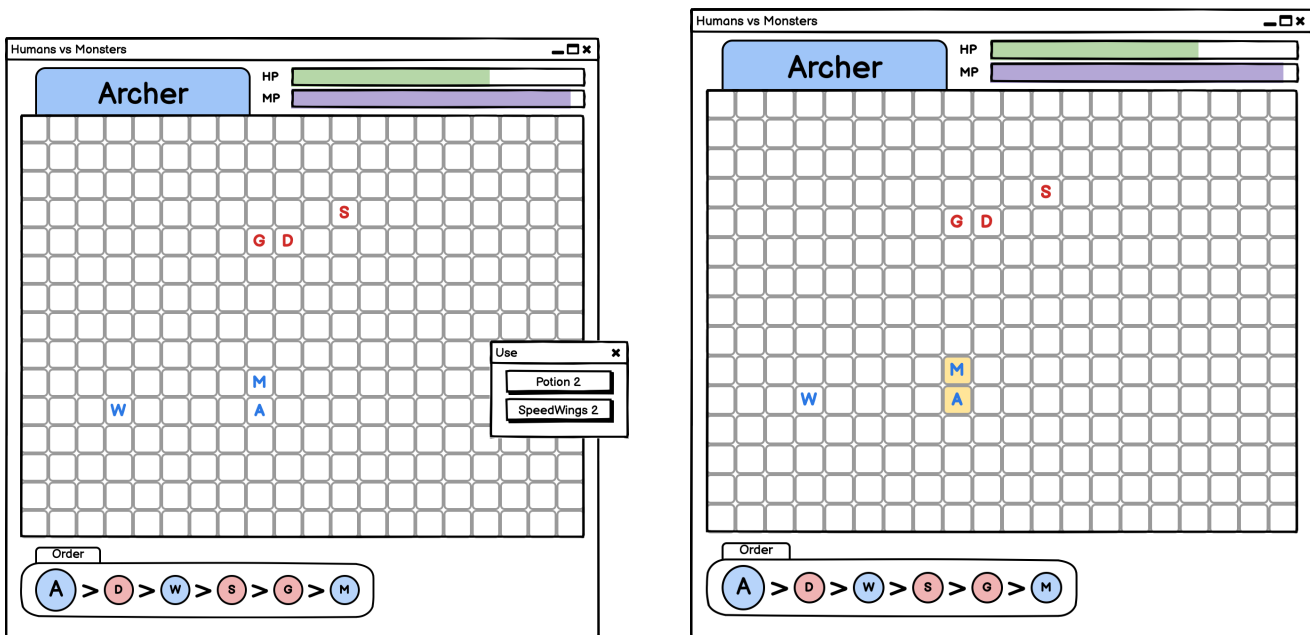 Humans vs Monsters
Archer
HP
MP
S
G D
M
W A
Use
Potion 2
SpeedWings 2
Order
A > D > W > S > G > M
Humans vs Monsters
Archer
HP
MP
S
G D
M
W A
Order
A > D > W > S > G > M